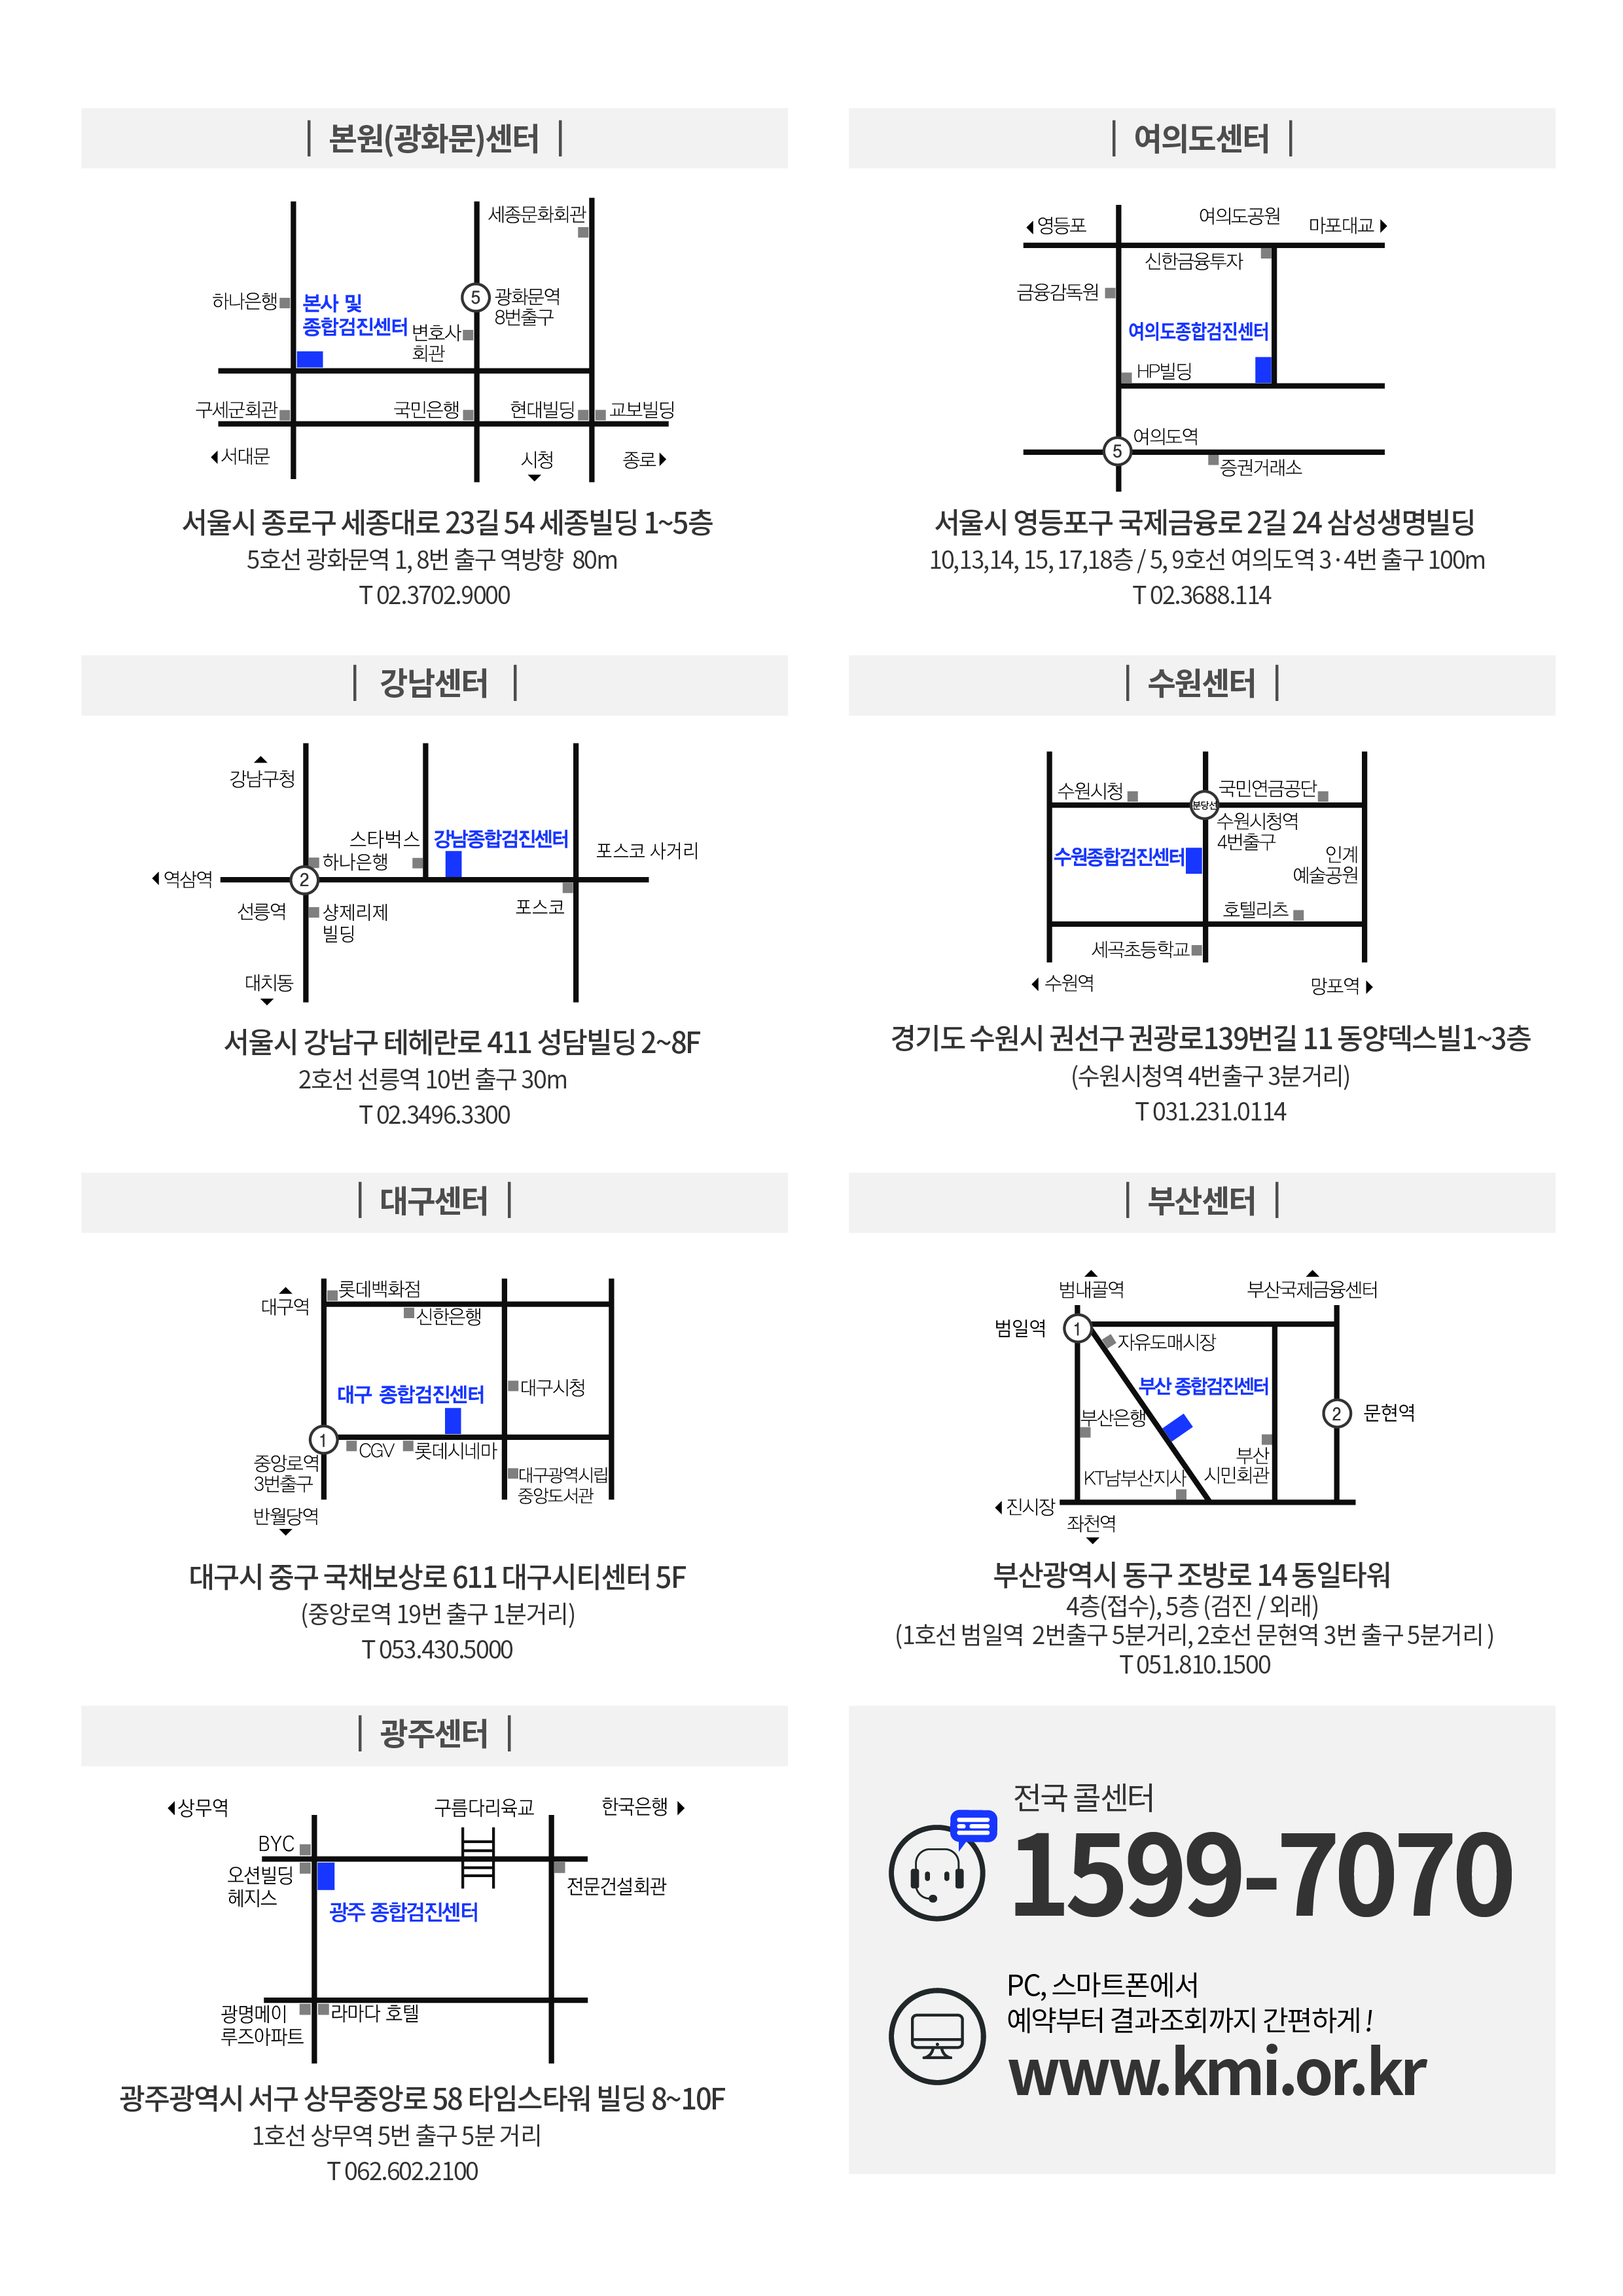 본원(광화문)센터
세종문화회관
하나은행
본사 및
종합검진센터
5
광화문역
8번출구
변호사
회관
구세군회관
국민은행
현대빌딩
교보빌딩
서대문
시청
종로
서울시 종로구 세종대로 23길 54 세종빌딩 1~5층
5호선 광화문역 1, 8번 출구 역방향 80m
T 02.3702.9000
여의도센터
영등포
여의도공원
마포대교
신한금융투자
금융감독원
여의도종합검진센터
HP빌딩
여의도역
5
증권거래소
서울시 영등포구 국제금융로 2길 24 삼성생명빌딩
10,13,14, 15, 17,18층 / 5, 9호선 여의도역 3·4번 출구 100m
T 02.3688.114
강남센터
강남구청
스타벅스
강남종합검진센터
포스코 사거리
하나은행
역삼역
2
선릉역
샹제리제
빌딩
포스코
대치동
서울시 강남구 테헤란로 411 성담빌딩 2~8F
2호선 선릉역 10번 출구 30m
T 02.3496.3300
수원센터
수원시청
국민연금공단
분당선
수원시청역
4번출구
수원종합검진센터
인계
예술공원
호텔리츠
세곡초등학교
수원역
망포역
경기도 수원시 권선구 권광로139번길 11 동양덱스빌1~3층
(수원시청역 4번출구 3분거리)
T 031.231.0114
대구센터
롯데백화점
대구역
신한은행
대구 종합검진센터
대구시청
1
CGV
롯데시네마
중앙로역
3번출구
대구광역시립
중앙도서관
반월당역
대구시 중구 국채보상로 611 대구시티센터 5F
(중앙로역 19번 출구 1분거리)
T 053.430.5000
부산센터
범내골역
부산국제금융센터
범일역
1
자유도매시장
부산 종합검진센터
부산은행
2
문현역
부산
시민회관
KT남부산지사
진시장
좌천역
부산광역시 동구 조방로 14 동일타워
4층(접수), 5층 (검진 / 외래)
(1호선 범일역 2번출구 5분거리, 2호선 문현역 3번 출구 5분거리 )
T 051.810.1500
광주센터
상무역
구름다리육교
한국은행
BYC
오션빌딩
헤지스
전문건설회관
광주 종합검진센터
광명메이
루즈아파트
라마다 호텔
광주광역시 서구 상무중앙로 58 타임스타워 빌딩 8~10F
1호선 상무역 5번 출구 5분 거리
T 062.602.2100
전국 콜센터
1599-7070
PC, 스마트폰에서
예약부터 결과조회까지 간편하게 !
www.kmi.or.kr